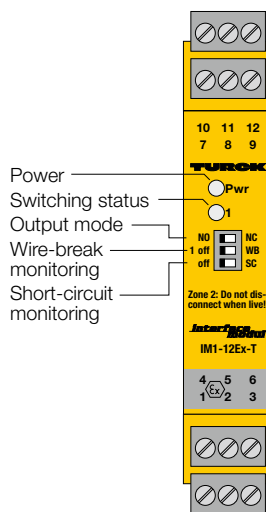 10 11 12
7 8 9
TURCK
Power
Pwr
Switching status
1
Output mode
NO NC
Wire-break
monitoring
1 off WB
Short-circuit
monitoring
off SC
Zone 2: Do not dis-
connect when live!
Interface
Modul
IM1-12Ex-T
4 5 6
Ex
1 2 3